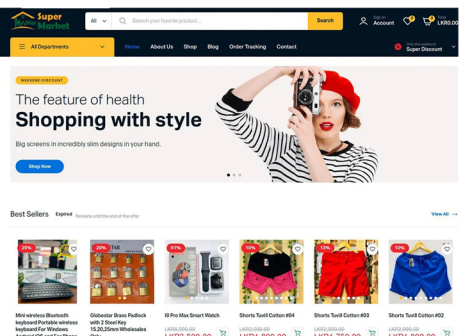 Super
Market
All
Search your favorite product...
Search
Sign In
Account
0
0
Total
LKR0.00
All Departments
Home
About Us
Shop
Blog
Order Tracking
Contact
Super Discount
WEEKEND DISCOUNT
The feature of health
Shopping with style
Big screens in incredibly slim designs in your hand.
Shop Now
Best Sellers
Expired
Remains until the end of the offer
View All →
25%
20%
61%
10%
13%
10%
Mini wireless Bluetooth
keyboard Portable wireless
keyboard For Windows
Globestar Brass Padlock
with 2 Steel Key
15,20,25mm Wholesales
I8 Pro Max Smart Watch
Shorts Tuvil Cotton #04
Shorts Tuvil Cotton #03
Shorts Tuvil Cotton #02